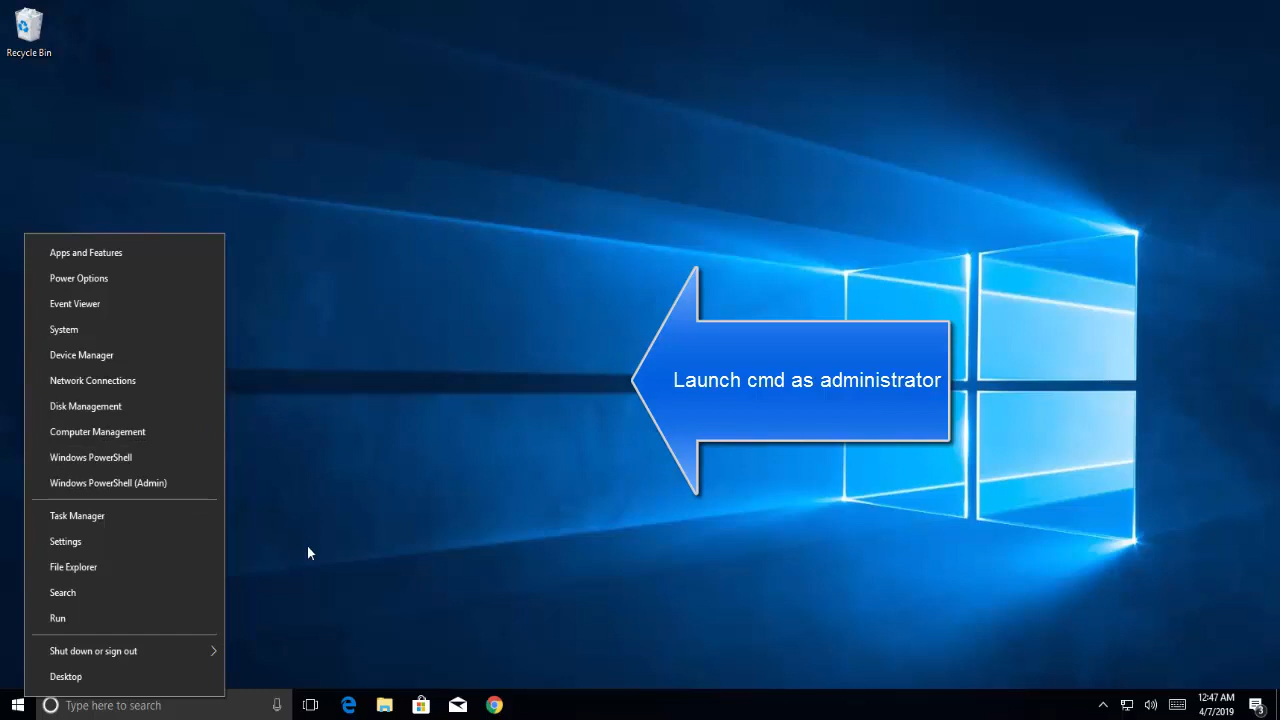 Recycle Bin
Apps and Features
Power Options
Event Viewer
System
Device Manager
Network Connections
Disk Management
Computer Management
Windows PowerShell
Windows PowerShell (Admin)
Task Manager
Settings
File Explorer
Search
Run
Shut down or sign out
Desktop
Launch cmd as administrator
Type here to search
12:47 AM
4/7/2019
3